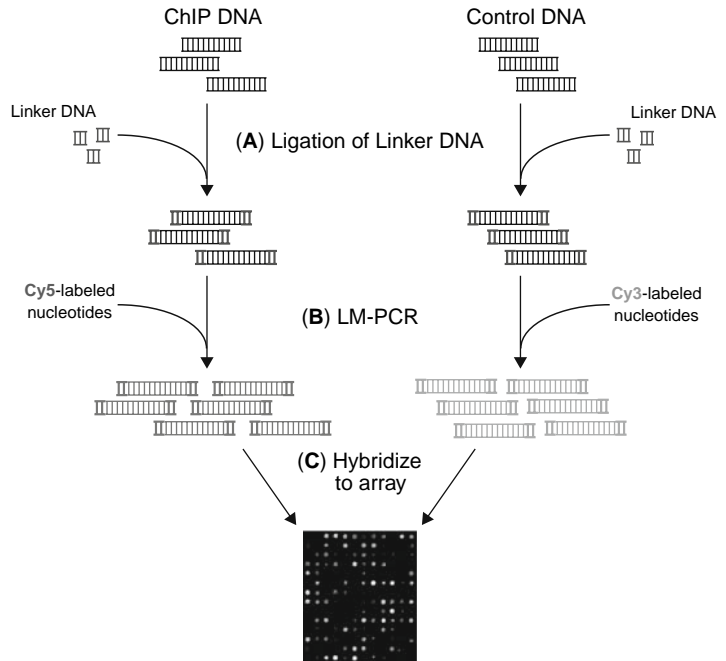 ChIP DNA
Control DNA
Linker DNA
Linker DNA
(A) Ligation of Linker DNA
Cy5-labeled
nucleotides
(B) LM-PCR
Cy3-labeled
nucleotides
(C) Hybridize
to array